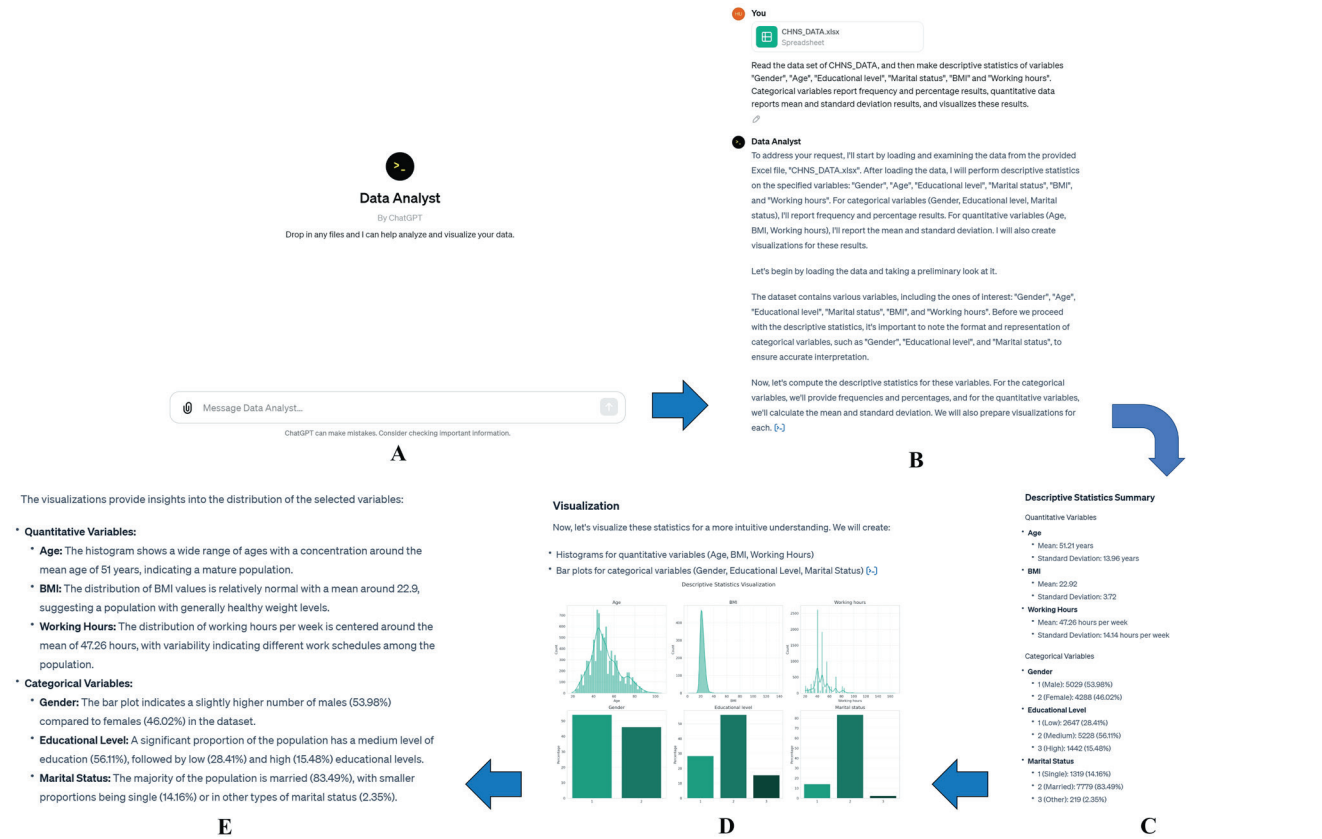 >_
Data Analyst
By ChatGPT
Drop in any files and I can help analyze and visualize your data.
Message Data Analyst...
ChatGPT can make mistakes. Consider checking important information.
A
You
CHNS_DATA.xlsx
Spreadsheet
Read the data set of CHNS_DATA, and then make descriptive statistics of variables
"Gender", "Age", "Educational level", "Marital status", "BMI" and "Working hours".
Categorical variables report frequency and percentage results, quantitative data
reports mean and standard deviation results, and visualizes these results.
Data Analyst
To address your request, I'll start by loading and examining the data from the provided
Excel file, "CHNS_DATA.xlsx". After loading the data, I will perform descriptive statistics
on the specified variables: "Gender", "Age", "Educational level", "Marital status", "BMI",
and "Working hours". For categorical variables (Gender, Educational level, Marital
status), I'll report frequency and percentage results. For quantitative variables (Age,
BMI, Working hours), I'll report the mean and standard deviation. I will also create
visualizations for these results.
Let's begin by loading the data and taking a preliminary look at it.
The dataset contains various variables, including the ones of interest: "Gender", "Age",
"Educational level", "Marital status", "BMI", and "Working hours". Before we proceed
with the descriptive statistics, it's important to note the format and representation of
categorical variables, such as "Gender", "Educational level", and "Marital status", to
ensure accurate interpretation.
Now, let's compute the descriptive statistics for these variables. For the categorical
variables, we'll provide frequencies and percentages, and for the quantitative variables,
we'll calculate the mean and standard deviation. We will also prepare visualizations for
each. [>-]
B
Descriptive Statistics Summary
Quantitative Variables
• Age
• Mean: 51.21 years
• Standard Deviation: 13.96 years
• BMI
• Mean: 22.92
• Standard Deviation: 3.72
• Working Hours
• Mean: 47.26 hours per week
• Standard Deviation: 14.14 hours per week
Categorical Variables
• Gender
• 1 (Male): 5029 (53.98%)
• 2 (Female): 4288 (46.02%)
• Educational Level
• 1 (Low): 2647 (28.41%)
• 2 (Medium): 5228 (56.11%)
• 3 (High): 1442 (15.48%)
• Marital Status
• 1 (Single): 1319 (14.16%)
• 2 (Married): 7779 (83.49%)
• 3 (Other): 219 (2.35%)
C
Visualization
Now, let's visualize these statistics for a more intuitive understanding. We will create:
• Histograms for quantitative variables (Age, BMI, Working Hours)
• Bar plots for categorical variables (Gender, Educational Level, Marital Status) [>-]
Descriptive Statistics Visualization
Age
BMI
Working hours
Count
Count
Count
Age
BMI
Working hours
Gender
Educational level
Marital status
Percentage
Percentage
Percentage
1 2
1 2 3
1 2 3
D
The visualizations provide insights into the distribution of the selected variables:
• Quantitative Variables:
• Age: The histogram shows a wide range of ages with a concentration around the
mean age of 51 years, indicating a mature population.
• BMI: The distribution of BMI values is relatively normal with a mean around 22.9,
suggesting a population with generally healthy weight levels.
• Working Hours: The distribution of working hours per week is centered around the
mean of 47.26 hours, with variability indicating different work schedules among the
population.
• Categorical Variables:
• Gender: The bar plot indicates a slightly higher number of males (53.98%)
compared to females (46.02%) in the dataset.
• Educational Level: A significant proportion of the population has a medium level of
education (56.11%), followed by low (28.41%) and high (15.48%) educational levels.
• Marital Status: The majority of the population is married (83.49%), with smaller
proportions being single (14.16%) or in other types of marital status (2.35%).
E